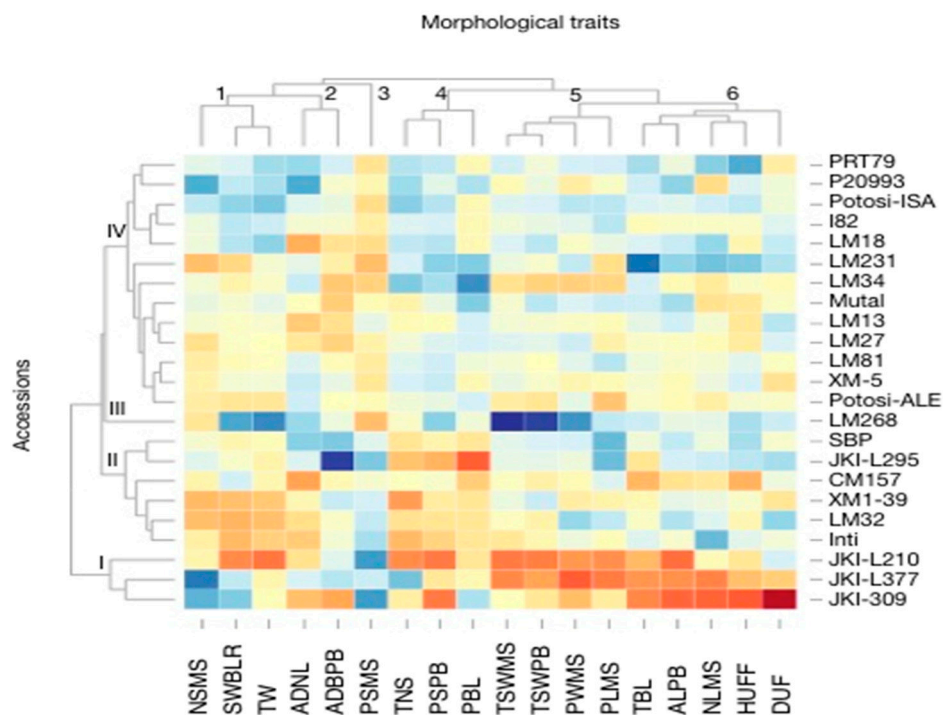 Morphological traits
1 2 3 4 5 6
PRT79
P20993
Potosi-ISA
I82
IV
LM18
LM231
LM34
Mutal
LM13
LM27
LM81
XM-5
Potosi-ALE
III
LM268
SBP
II
JKI-L295
CM157
XM1-39
LM32
Inti
I
JKI-L210
JKI-L377
JKI-309
Accessions
NSMS
SWBLR
TW
ADNL
ADBPB
PSMS
TNS
PSPB
PBL
TSWMS
TSWPB
PWMS
PLMS
TBL
ALPB
NLMS
HUFF
DUF